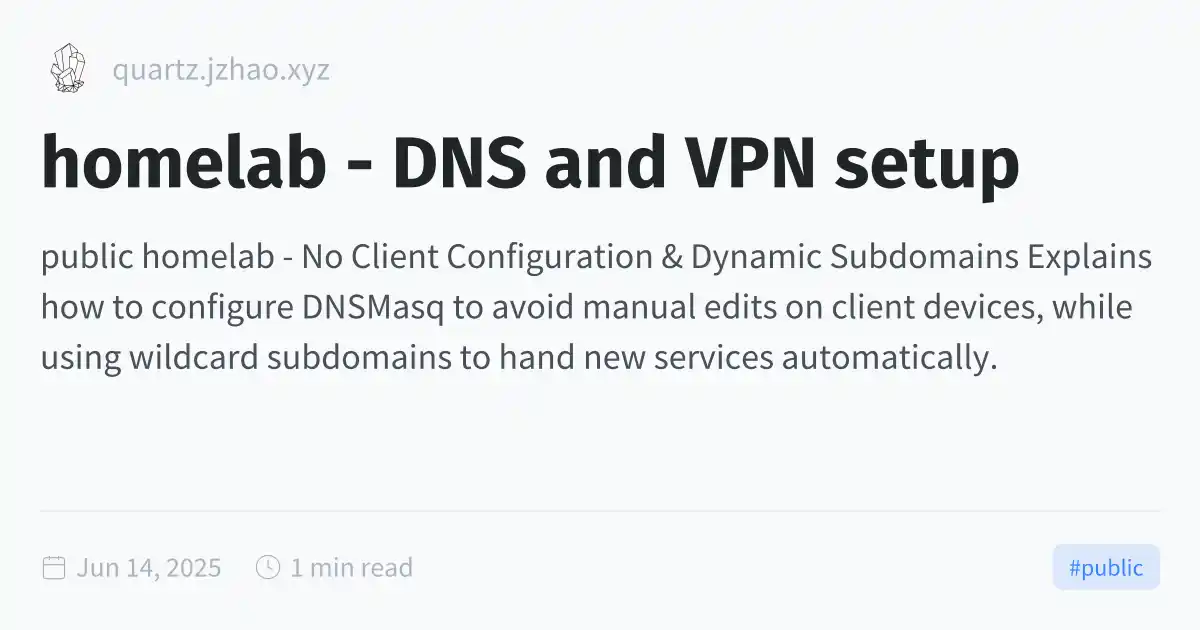 quartz.jzhao.xyz
homelab - DNS and VPN setup
public homelab - No Client Configuration & Dynamic Subdomains Explains
how to configure DNSMasq to avoid manual edits on client devices, while
using wildcard subdomains to hand new services automatically.
Jun 14, 2025 1 min read #public